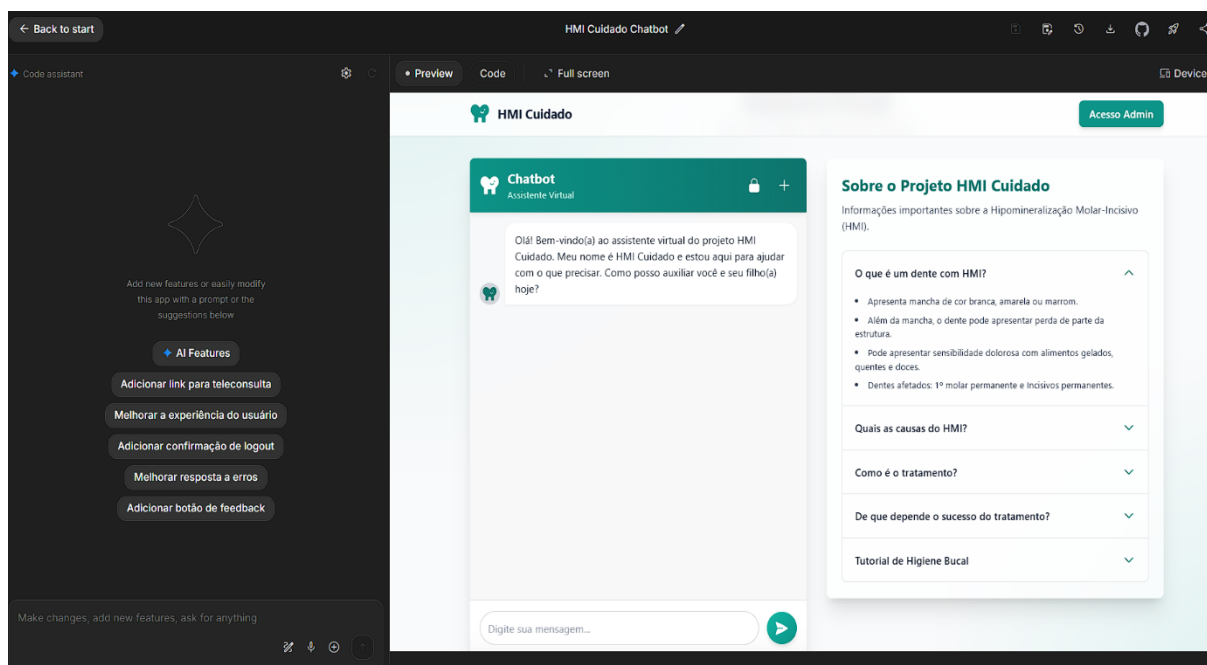 Back to start
HMI Cuidado Chatbot
Code assistant
Preview
Code
Full screen
Device
Add new features or easily modify
this app with a prompt or the
suggestions below
AI Features
Adicionar link para teleconsulta
Melhorar a experiência do usuário
Adicionar confirmação de logout
Melhorar resposta a erros
Adicionar botão de feedback
Make changes, add new features, ask for anything
HMI Cuidado
Acesso Admin
Chatbot
Assistente Virtual
Olá! Bem-vindo(a) ao assistente virtual do projeto HMI
Cuidado. Meu nome é HMI Cuidado e estou aqui para ajudar
com o que precisar. Como posso auxiliar você e seu filho(a)
hoje?
Digite sua mensagem...
Sobre o Projeto HMI Cuidado
Informações importantes sobre a Hipomineralização Molar-Incisivo
(HMI).
O que é um dente com HMI?
• Apresenta mancha de cor branca, amarela ou marrom.
• Além da mancha, o dente pode apresentar perda de parte da
estrutura.
• Pode apresentar sensibilidade dolorosa com alimentos gelados,
quentes e doces.
• Dentes afetados: 1º molar permanente e Incisivos permanentes.
Quais as causas do HMI?
Como é o tratamento?
De que depende o sucesso do tratamento?
Tutorial de Higiene Bucal